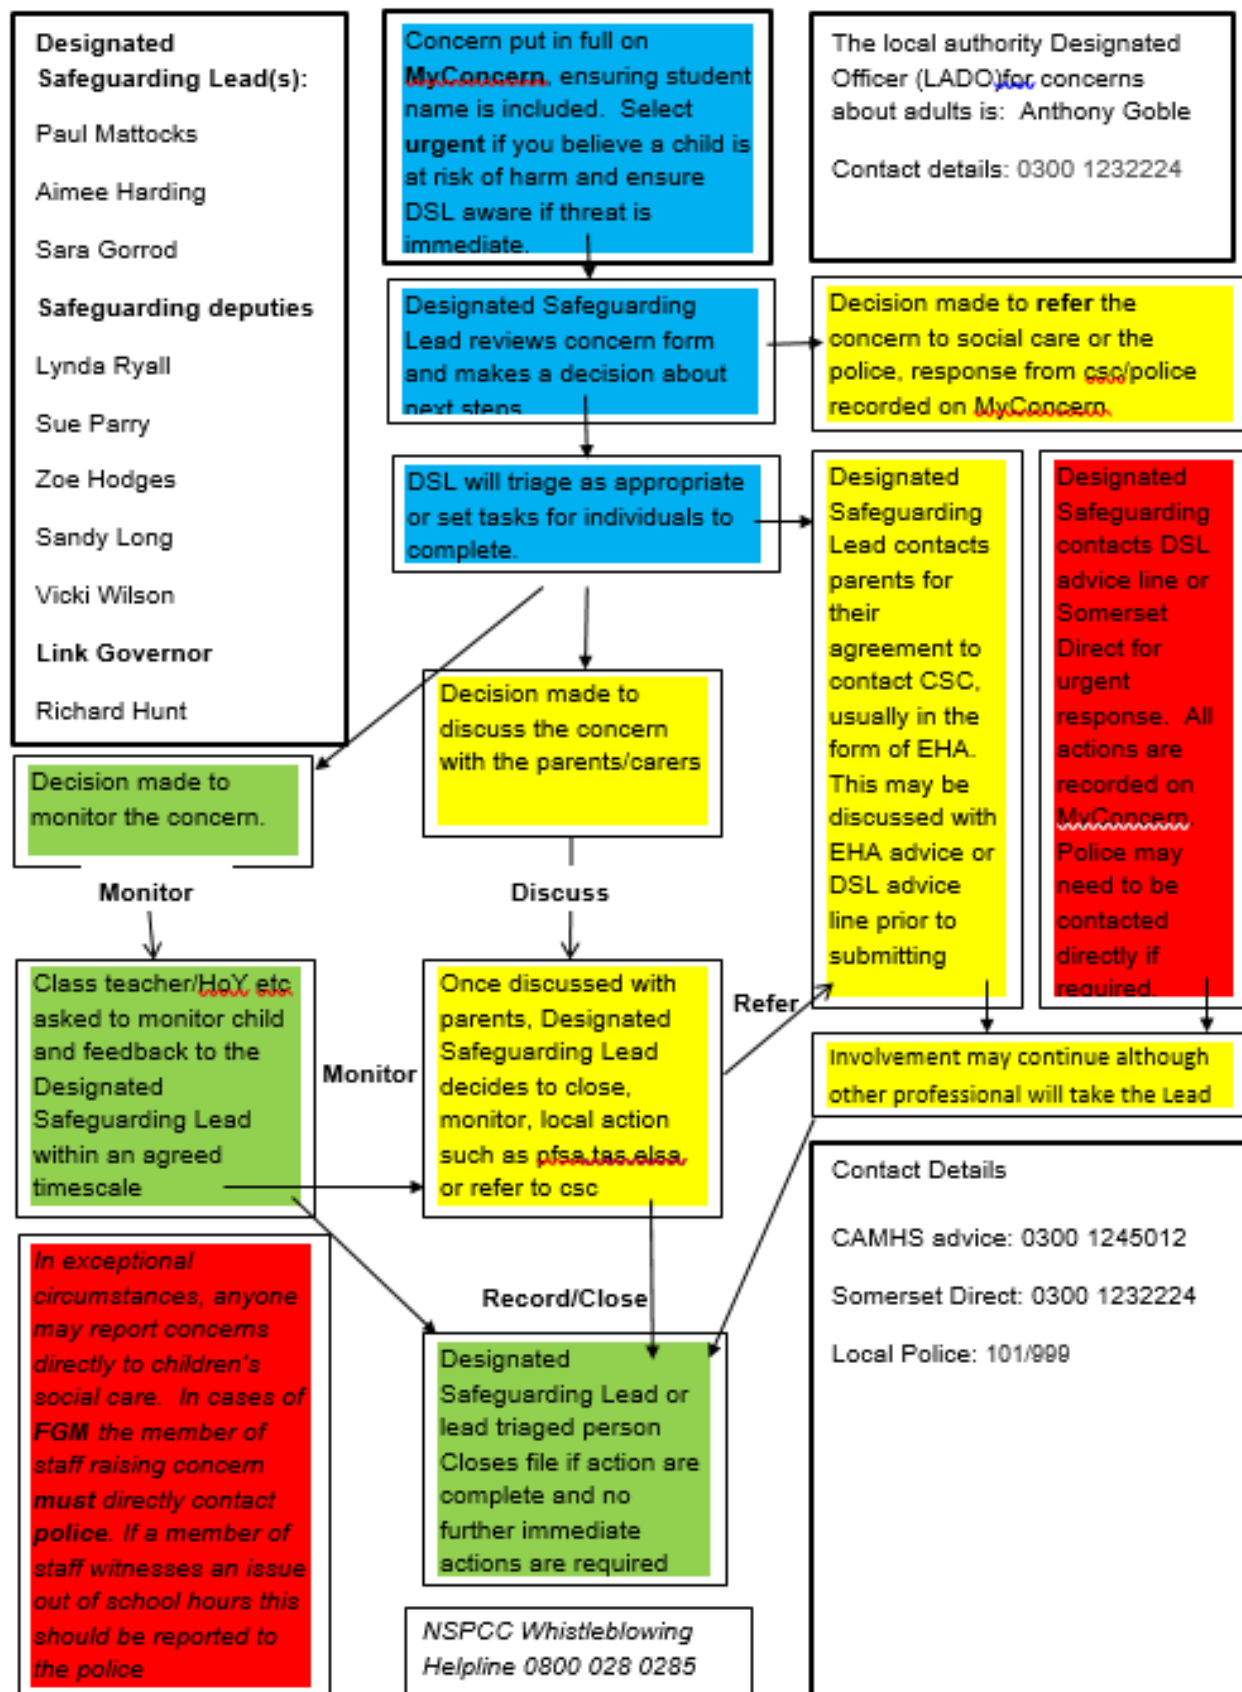 Designated
Safeguarding Lead(s):
Paul Mattocks
Aimee Harding
Sara Gorrod
Safeguarding deputies
Lynda Ryall
Sue Parry
Zoe Hodges
Sandy Long
Vicki Wilson
Link Governor
Richard Hunt
Concern put in full on
MyConcern, ensuring student
name is included. Select
urgent if you believe a child is
at risk of harm and ensure
DSL aware if threat is
immediate.
The local authority Designated
Officer (LADO)for concerns
about adults is: Anthony Goble
Contact details: 0300 1232224
Designated Safeguarding
Lead reviews concern form
and makes a decision about
next steps
Decision made to refer the
concern to social care or the
police, response from csc/police
recorded on MyConcern
DSL will triage as appropriate
or set tasks for individuals to
complete.
Designated
Safeguarding
Lead contacts
parents for
their
agreement to
contact CSC,
usually in the
form of EHA.
This may be
discussed with
EHA advice or
DSL advice
line prior to
submitting
Designated
Safeguarding
contacts DSL
advice line or
Somerset
Direct for
urgent
response. All
actions are
recorded on
MyConcern.
Police may
need to be
contacted
directly if
required.
Decision made to
discuss the concern
with the parents/carers
Decision made to
monitor the concern.
Monitor
Discuss
Class teacher/HoY etc
asked to monitor child
and feedback to the
Designated
Safeguarding Lead
within an agreed
timescale
Monitor
Once discussed with
parents, Designated
Safeguarding Lead
decides to close,
monitor, local action
such as pfsa,tas,elsa,
or refer to csc
Refer
Involvement may continue although
other professional will take the Lead
In exceptional
circumstances, anyone
may report concerns
directly to children's
social care. In cases of
FGM the member of
staff raising concern
must directly contact
police. If a member of
staff witnesses an issue
out of school hours this
should be reported to
the police
Record/Close
Designated
Safeguarding Lead or
lead triaged person
Closes file if action are
complete and no
further immediate
actions are required
Contact Details
CAMHS advice: 0300 1245012
Somerset Direct: 0300 1232224
Local Police: 101/999
NSPCC Whistleblowing
Helpline 0800 028 0285